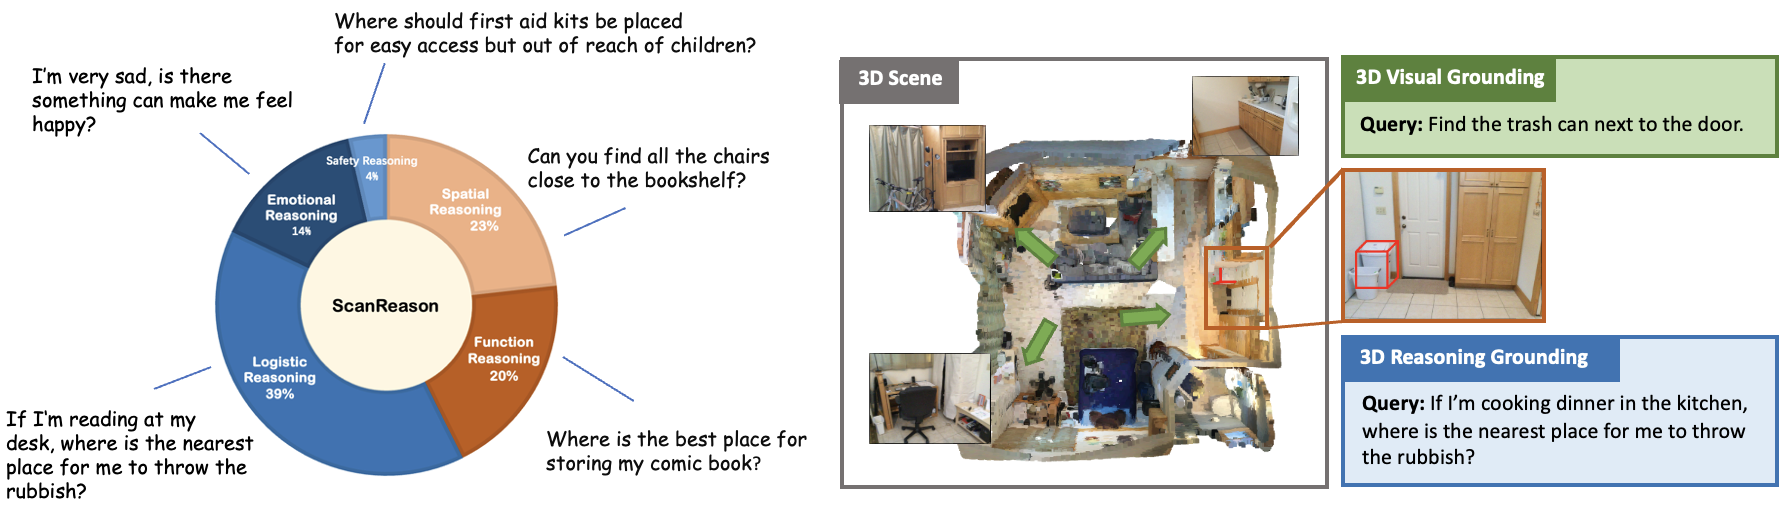 Where should first aid kits be placed
for easy access but out of reach of children?
I'm very sad, is there
something can make me feel
happy?
Safety Reasoning
4%
Emotional
Reasoning
14%
Spatial
Reasoning
23%
Can you find all the chairs
close to the bookshelf?
ScanReason
Logistic
Reasoning
39%
Function
Reasoning
20%
If I'm reading at my
desk, where is the nearest
place for me to throw the
rubbish?
Where is the best place for
storing my comic book?
3D Scene
3D Visual Grounding
Query: Find the trash can next to the door.
3D Reasoning Grounding
Query: If I'm cooking dinner in the kitchen,
where is the nearest place for me to throw
the rubbish?